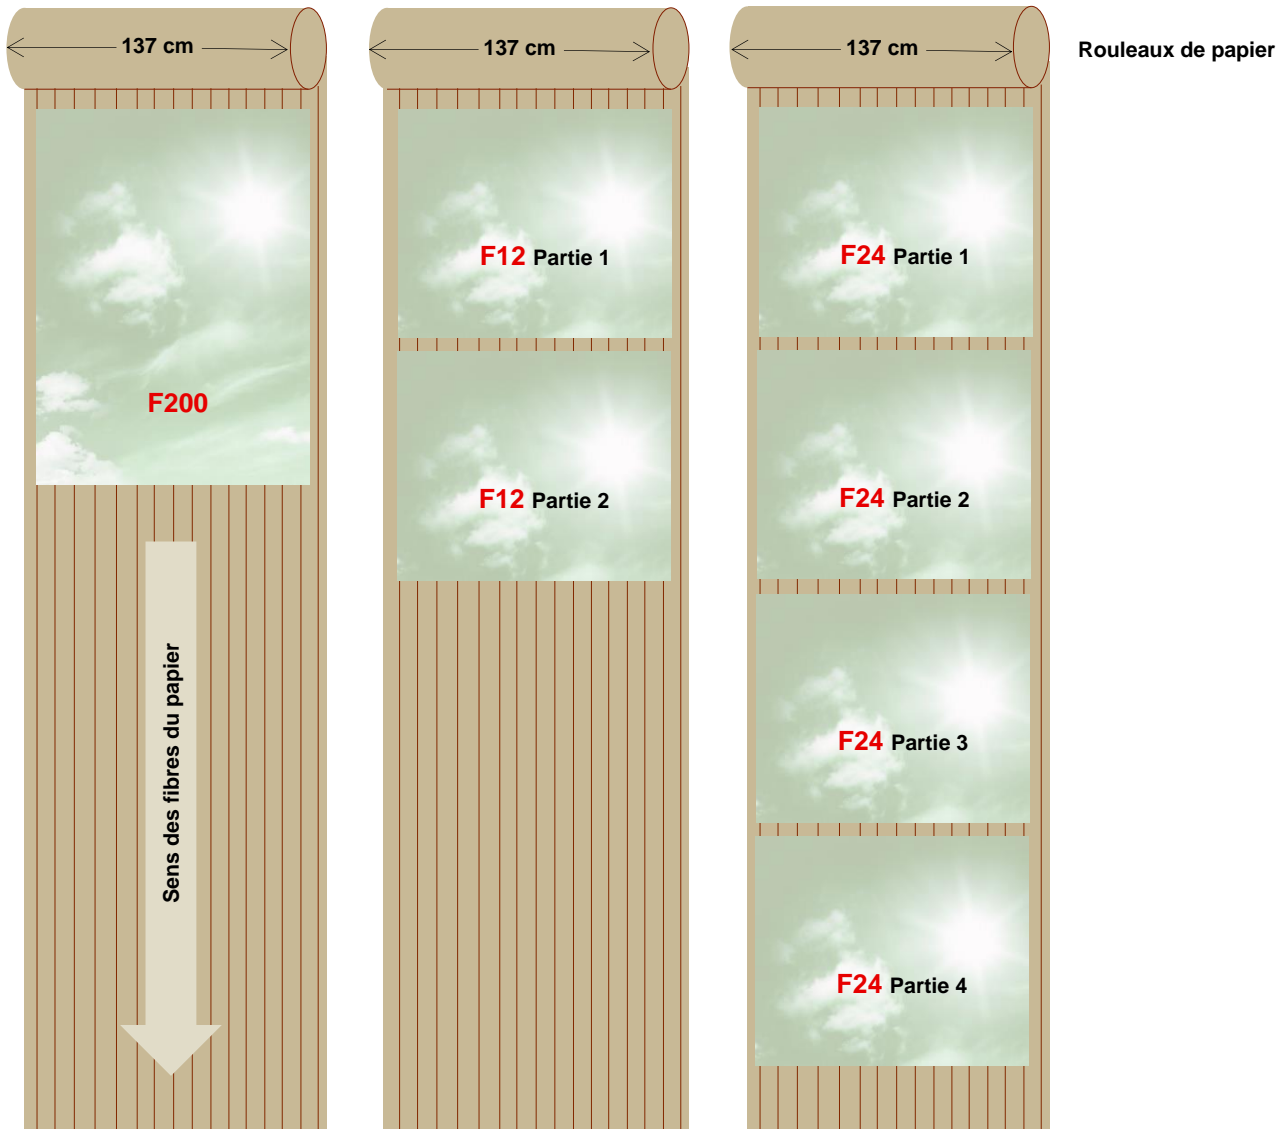 137 cm
137 cm
137 cm
Rouleaux de papier
F200
Sens des fibres du papier
F12 Partie 1
F12 Partie 2
F24 Partie 1
F24 Partie 2
F24 Partie 3
F24 Partie 4